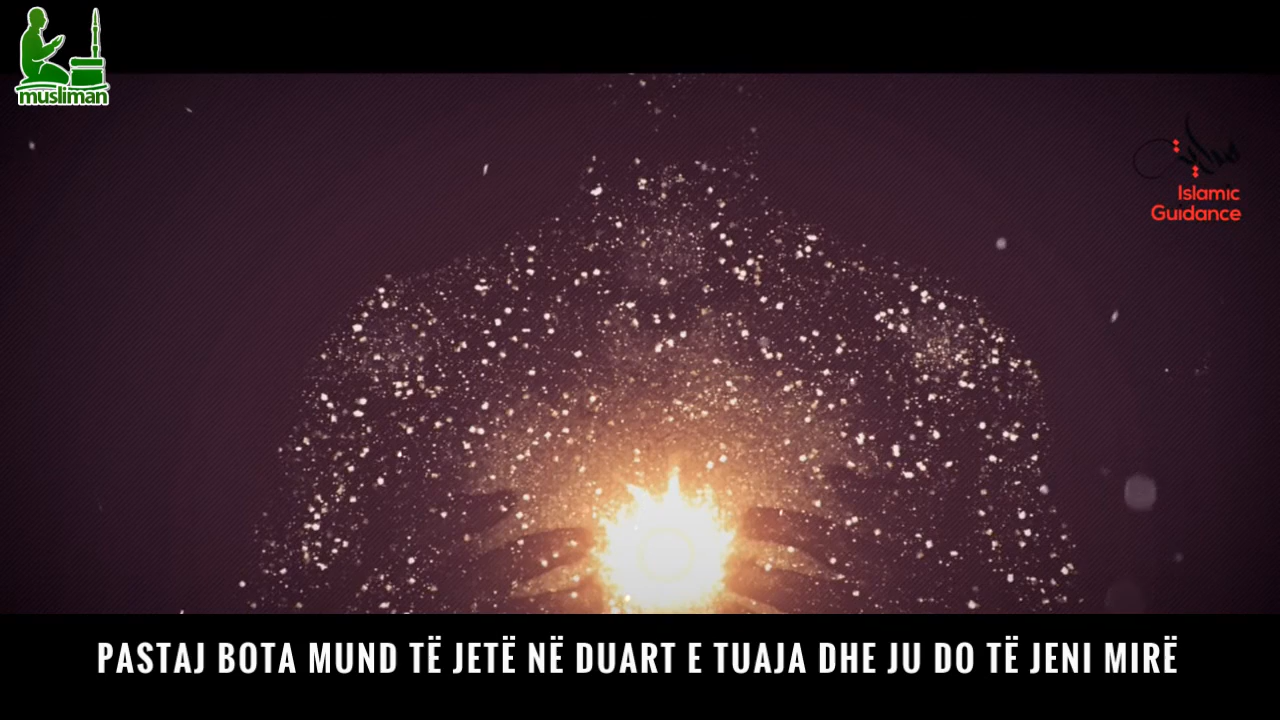 musliman
Islamic
Guidance
PASTAJ BOTA MUND TË JETË NË DUART E TUAJA DHE JU DO TË JENI MIRË